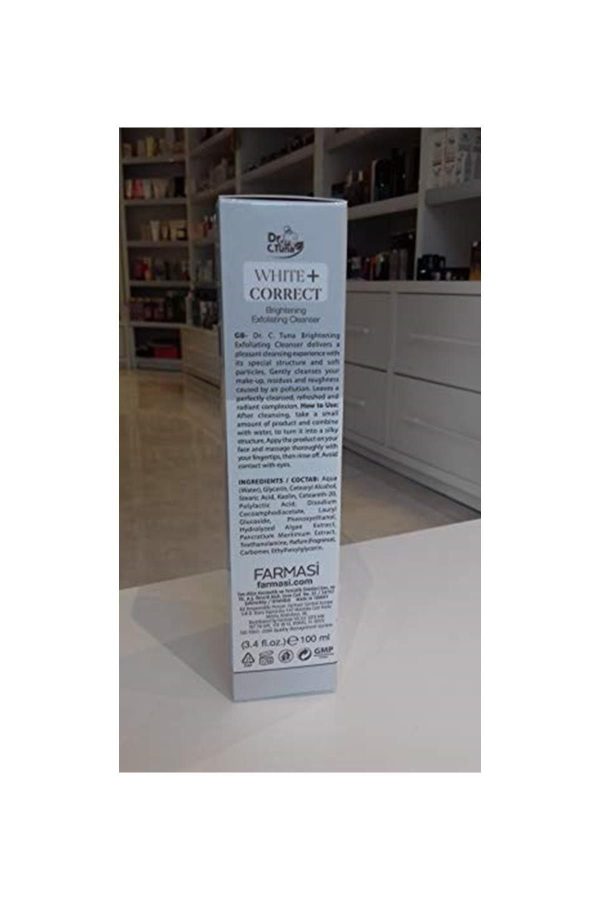 Dr.
C.Tuna
WHITE+
CORRECT
Brightening
Exfoliating Cleanser
GB- Dr. C. Tuna Brightening
Exfoliating Cleanser delivers a
pleasant cleansing experience with
its special structure and soft
particles. Gently cleanses your
make-up, residues and roughness
caused by air pollution. Leaves a
perfectly cleansed, refreshed and
radiant complexion. How to Use:
After cleansing, take a small
amount of product and combine
with water, to turn it into a silky
structure. Appy the product on your
face and massage thoroughly with
your fingertips, then rinse off. Avoid
contact with eyes.
INGREDIENTS / COCTAB: Aqua
(Water), Glycerin, Cetearyl Alcohol,
Stearic Acid, Kaolin, Ceteareth-20,
Polylactic Acid, Disodium
Cocoamphodiacetate, Lauryl
Glucoside, Phenoxyethanol,
Hydrolyzed Algae Extract,
Pancratium Maritimum Extract,
Triethanolamine, Parfum (Fragrance),
Carbomer, Ethylhexylglycerin.
FARMASİ
farmasi.com
(3.4 fl.oz.) e 100 ml
GMP